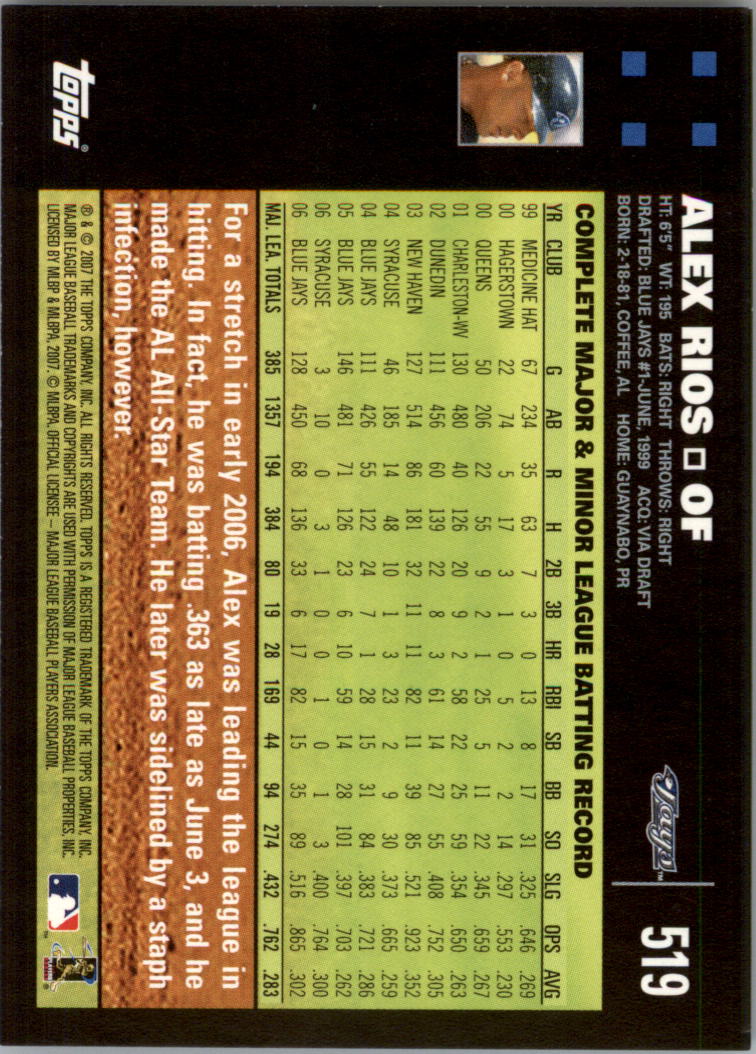 ALEX RIOS □ OF
519
HT: 6'5" WT: 195 BATS: RIGHT THROWS: RIGHT
DRAFTED: BLUE JAYS #1-JUNE, 1999 ACQ: VIA DRAFT
BORN: 2-18-81, COFFEE, AL HOME: GUAYNABO, PR
Jays™
COMPLETE MAJOR & MINOR LEAGUE BATTING RECORD
YR CLUB G AB R H 2B 3B HR RBI SB BB SO SLG OPS AVG
99 MEDICINE HAT 67 234 35 63 7 3 0 13 8 17 31 .325 .646 .269
00 HAGERSTOWN 22 74 5 17 3 1 0 5 2 2 14 .297 .553 .230
00 QUEENS 50 206 22 55 9 2 1 25 5 11 22 .345 .659 .267
01 CHARLESTON-WV 130 480 40 126 20 9 2 58 22 25 59 .354 .650 .263
02 DUNEDIN 111 456 60 139 22 8 3 61 14 27 55 .408 .752 .305
03 NEW HAVEN 127 514 86 181 32 11 11 82 11 39 85 .521 .923 .352
04 SYRACUSE 46 185 14 48 10 1 3 23 2 9 30 .373 .665 .259
04 BLUE JAYS 111 426 55 122 24 7 1 28 15 31 84 .383 .721 .286
05 BLUE JAYS 146 481 71 126 23 6 10 59 14 28 101 .397 .703 .262
06 SYRACUSE 3 10 0 3 1 0 0 1 0 1 3 .400 .764 .300
06 BLUE JAYS 128 450 68 136 33 6 17 82 15 35 89 .516 .865 .302
MAJ. LEA. TOTALS 385 1357 194 384 80 19 28 169 44 94 274 .432 .762 .283
For a stretch in early 2006, Alex was leading the league in
hitting. In fact, he was batting .363 as late as June 3, and he
made the AL All-Star Team. He later was sidelined by a staph
infection, however.
topps®
® & © 2007 THE TOPPS COMPANY, INC. ALL RIGHTS RESERVED. TOPPS IS A REGISTERED TRADEMARK OF THE TOPPS COMPANY, INC.
MAJOR LEAGUE BASEBALL TRADEMARKS AND COPYRIGHTS ARE USED WITH PERMISSION OF MAJOR LEAGUE BASEBALL PROPERTIES, INC.
LICENSED BY MLBP & MLBPA, 2007. © MLBPA. OFFICIAL LICENSEE – MAJOR LEAGUE BASEBALL PLAYERS ASSOCIATION.